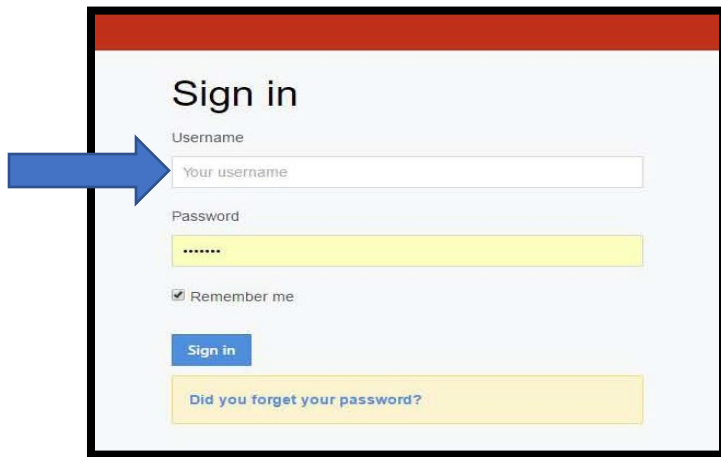 Sign in
Username
Your username
Password
•••••••
Remember me
Sign in
Did you forget your password?